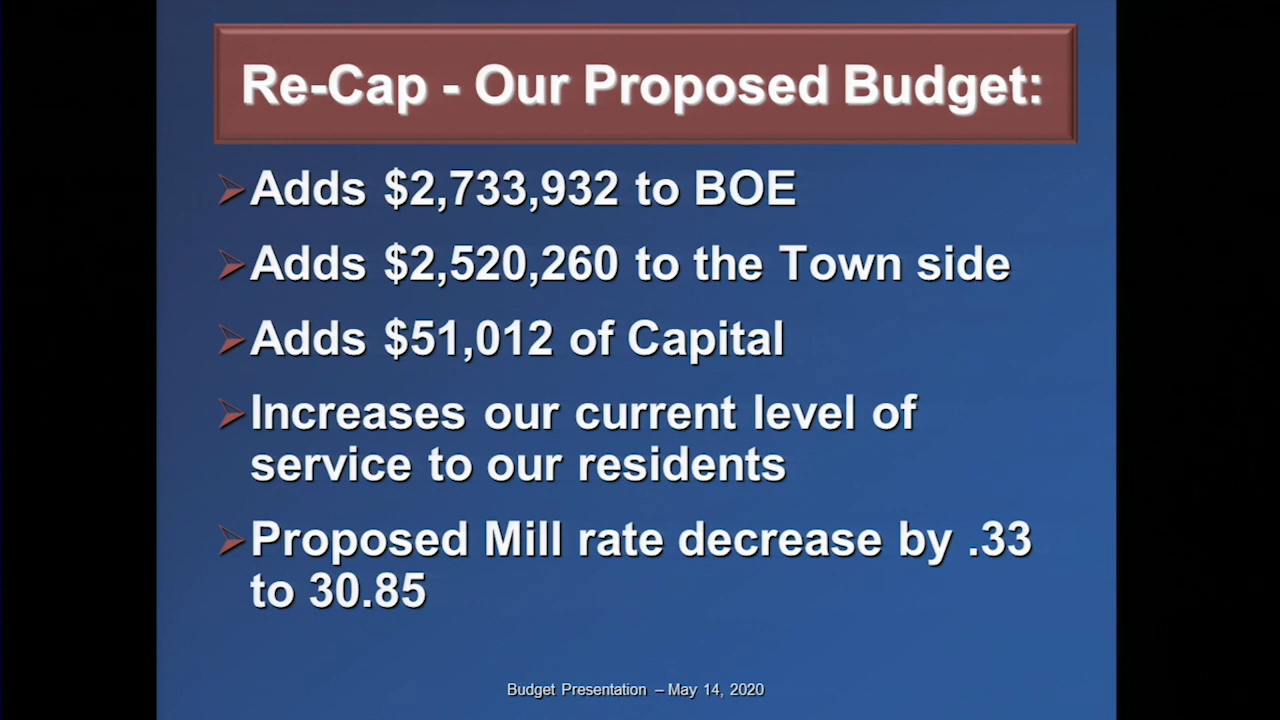 Re-Cap - Our Proposed Budget:
Adds $2,733,932 to BOE
Adds $2,520,260 to the Town side
Adds $51,012 of Capital
Increases our current level of
service to our residents
Proposed Mill rate decrease by .33
to 30.85
Budget Presentation – May 14, 2020